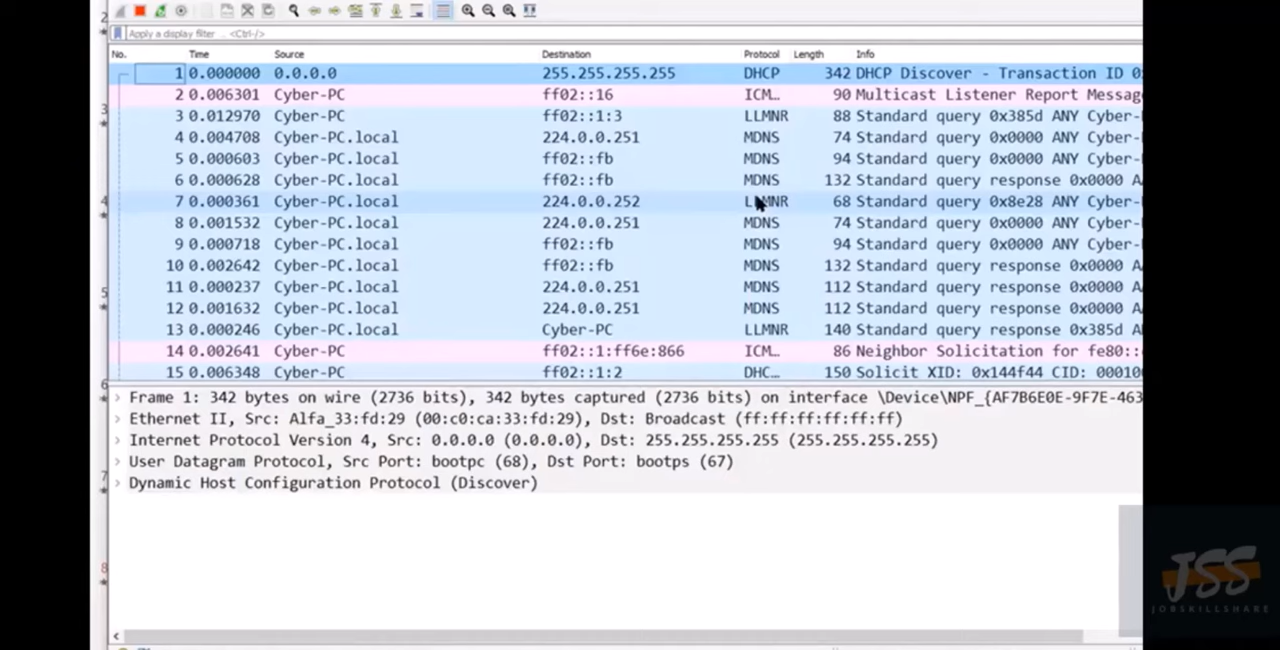 2
Apply a display filter ... <Ctrl-/>
No. Time Source Destination Protocol Length Info
1 0.000000 0.0.0.0 255.255.255.255 DHCP 342 DHCP Discover - Transaction ID 0
2 0.006301 Cyber-PC ff02::16 ICM… 90 Multicast Listener Report Messag
3
3 0.012970 Cyber-PC ff02::1:3 LLMNR 88 Standard query 0x385d ANY Cyber-
4 0.004708 Cyber-PC.local 224.0.0.251 MDNS 74 Standard query 0x0000 ANY Cyber-
5 0.000603 Cyber-PC.local ff02::fb MDNS 94 Standard query 0x0000 ANY Cyber-
6 0.000628 Cyber-PC.local ff02::fb MDNS 132 Standard query response 0x0000 A
4
7 0.000361 Cyber-PC.local 224.0.0.252 LLMNR 68 Standard query 0x8e28 ANY Cyber-
8 0.001532 Cyber-PC.local 224.0.0.251 MDNS 74 Standard query 0x0000 ANY Cyber-
9 0.000718 Cyber-PC.local ff02::fb MDNS 94 Standard query 0x0000 ANY Cyber-
10 0.002642 Cyber-PC.local ff02::fb MDNS 132 Standard query response 0x0000 A
5
11 0.000237 Cyber-PC.local 224.0.0.251 MDNS 112 Standard query response 0x0000 A
12 0.001632 Cyber-PC.local 224.0.0.251 MDNS 112 Standard query response 0x0000 A
13 0.000246 Cyber-PC.local Cyber-PC LLMNR 140 Standard query response 0x385d A
14 0.002641 Cyber-PC ff02::1:ff6e:866 ICM… 86 Neighbor Solicitation for fe80::
15 0.006348 Cyber-PC ff02::1:2 DHC… 150 Solicit XID: 0x144f44 CID: 00010
6
Frame 1: 342 bytes on wire (2736 bits), 342 bytes captured (2736 bits) on interface \Device\NPF_{AF7B6E0E-9F7E-463
Ethernet II, Src: Alfa_33:fd:29 (00:c0:ca:33:fd:29), Dst: Broadcast (ff:ff:ff:ff:ff:ff)
Internet Protocol Version 4, Src: 0.0.0.0 (0.0.0.0), Dst: 255.255.255.255 (255.255.255.255)
User Datagram Protocol, Src Port: bootpc (68), Dst Port: bootps (67)
7
Dynamic Host Configuration Protocol (Discover)
8
JSS
JOBSKILLSHARE